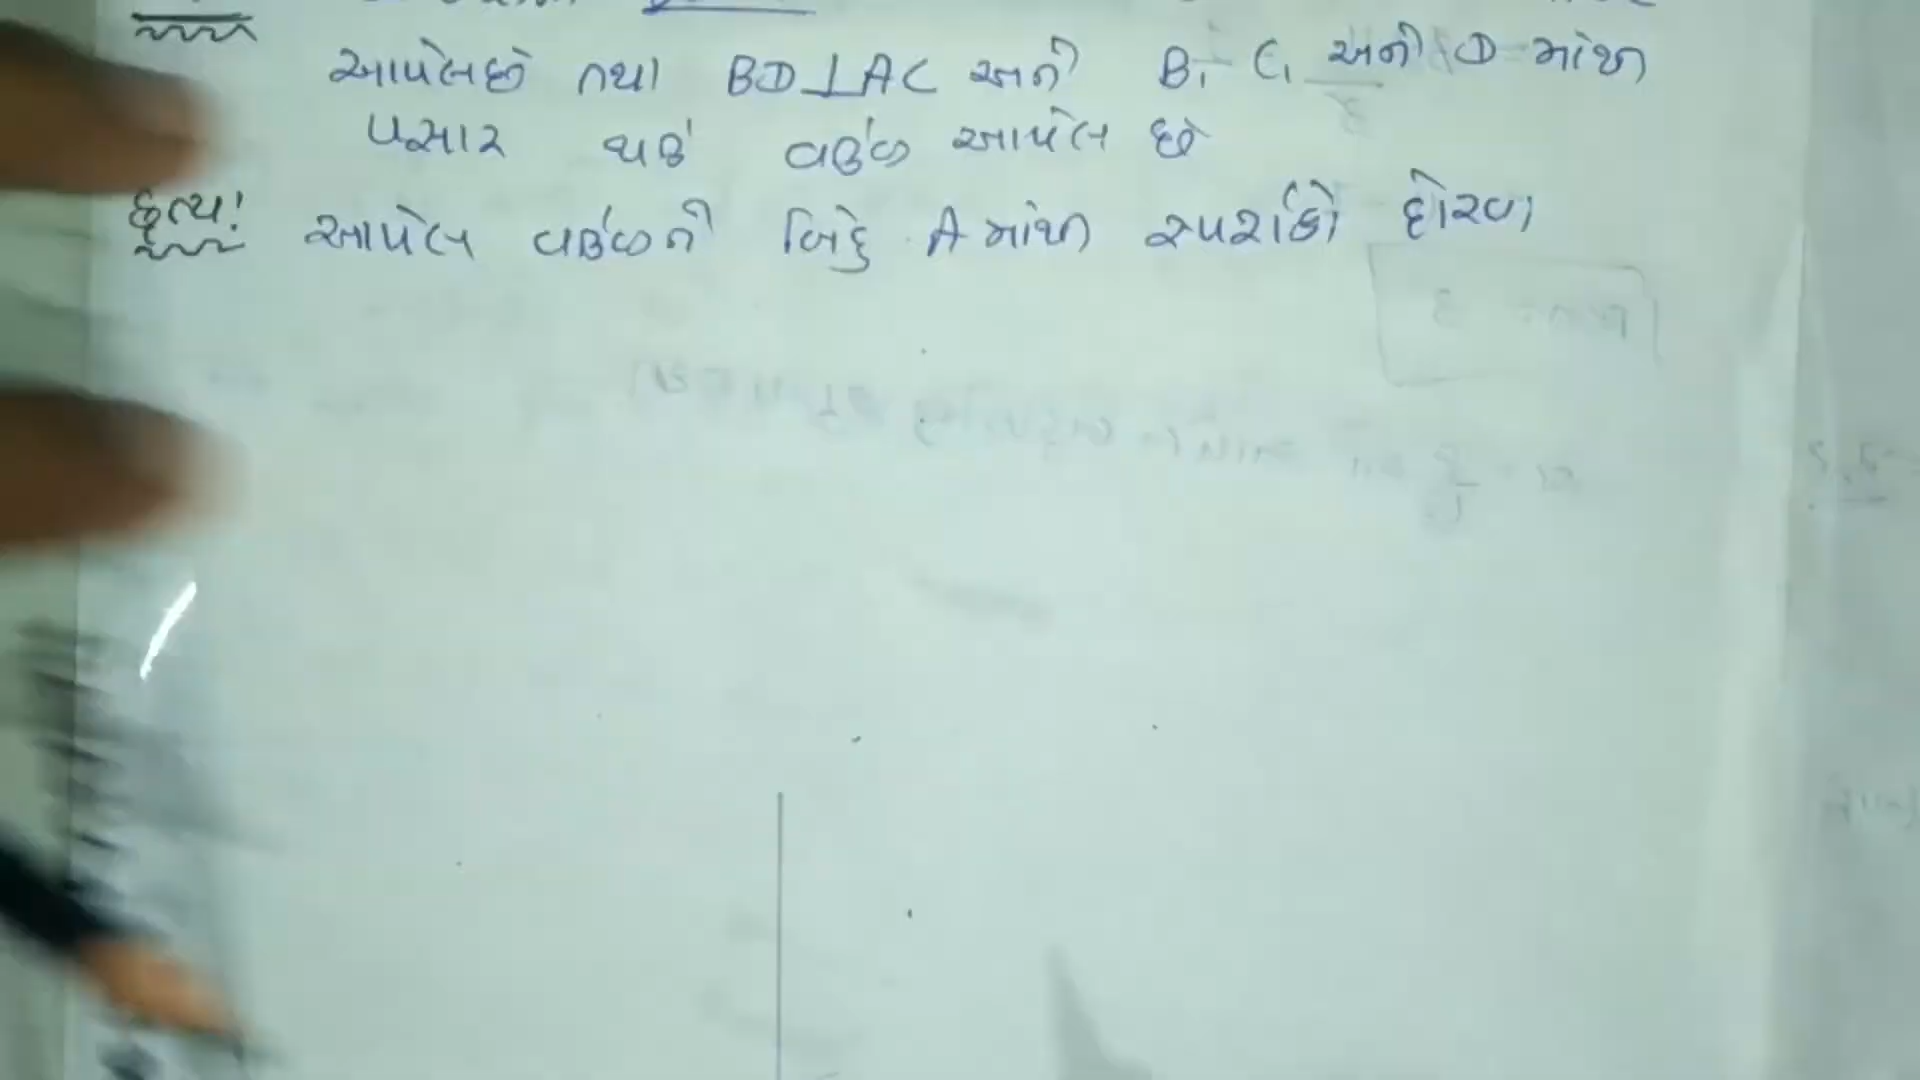 આપેલ છે તથા BD⊥AC અને B, C, અને D માંથી
પસાર થતું વર્તુળ આપેલ છે
કૃત્ય: આપેલ વર્તુળને બિંદુ A માંથી સ્પર્શકો દોરવા